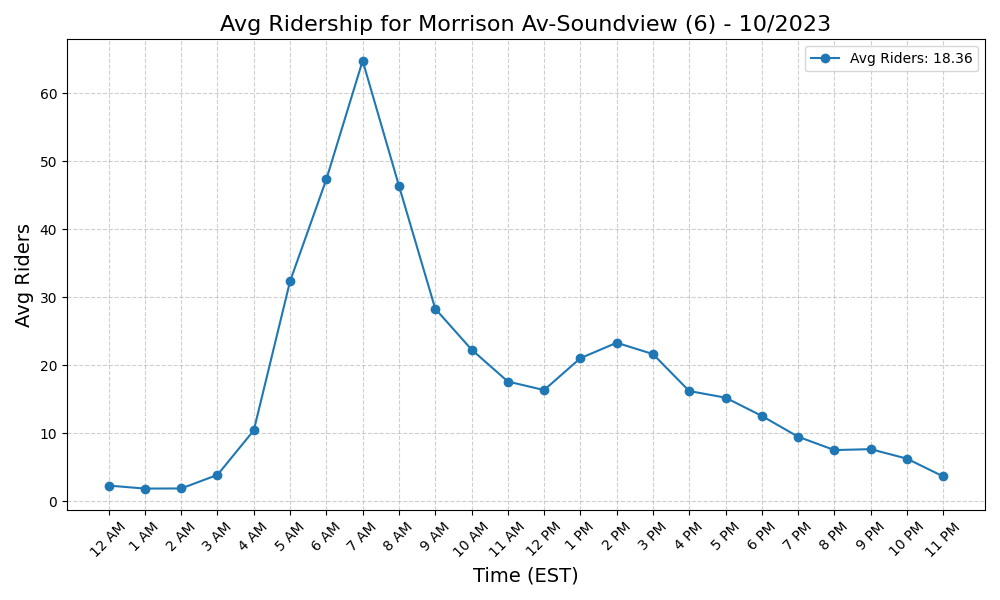 Avg Ridership for Morrison Av-Soundview (6) - 10/2023
Avg Riders: 18.36
Avg Riders
60
50
40
30
20
10
0
12 AM
1 AM
2 AM
3 AM
4 AM
5 AM
6 AM
7 AM
8 AM
9 AM
10 AM
11 AM
12 PM
1 PM
2 PM
3 PM
4 PM
5 PM
6 PM
7 PM
8 PM
9 PM
10 PM
11 PM
Time (EST)